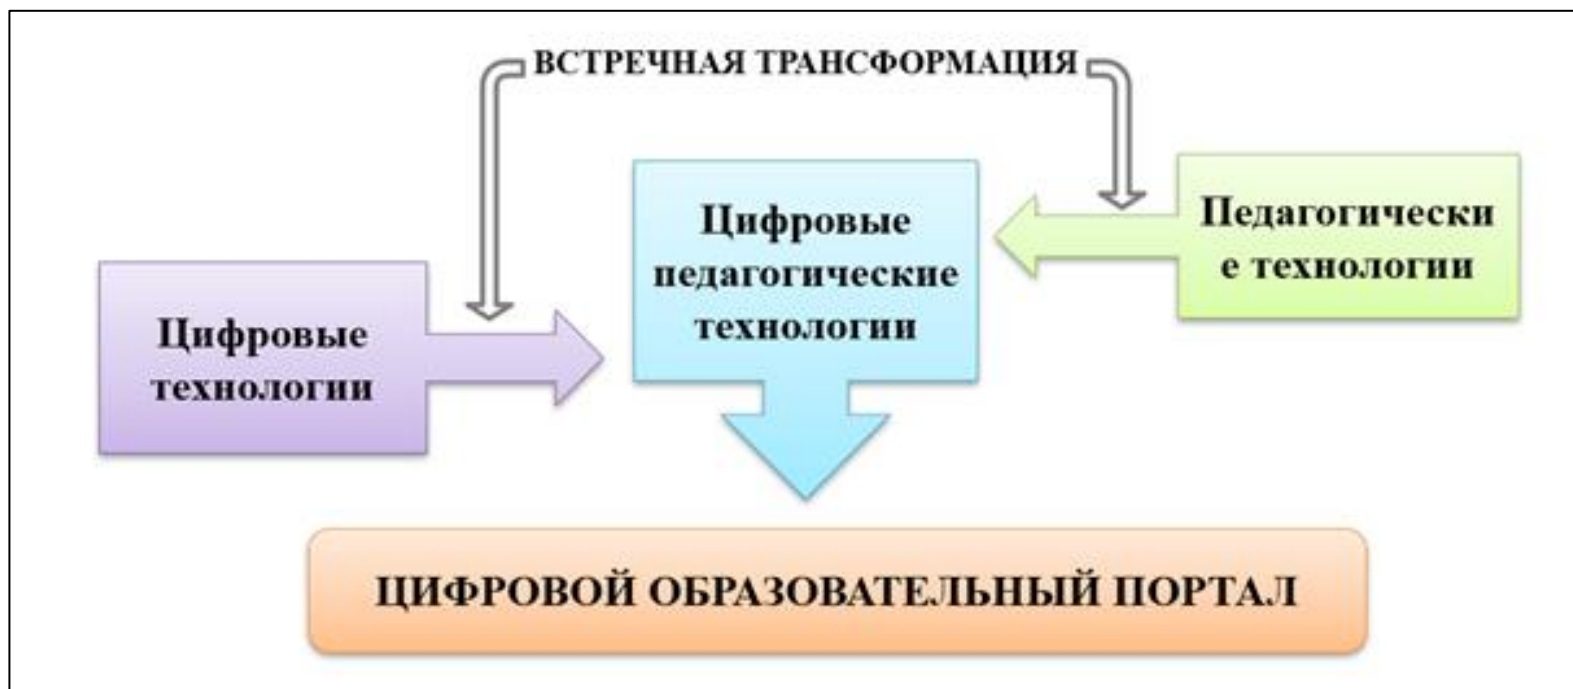 ВСТРЕЧНАЯ ТРАНСФОРМАЦИЯ
Цифровые
технологии
Цифровые
педагогические
технологии
Педагогически
е технологии
ЦИФРОВОЙ ОБРАЗОВАТЕЛЬНЫЙ ПОРТАЛ